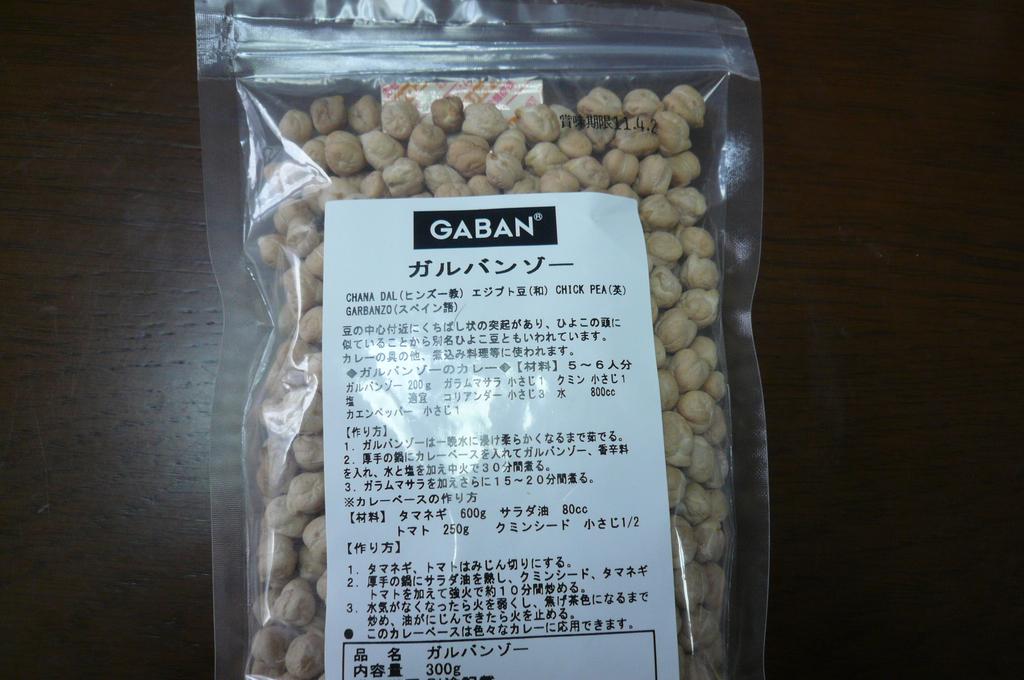 賞味期限11.4.2
GABAN®
ガルバンゾー
CHANA DAL(ヒンズー教) エジプト豆(和) CHICK PEA(英)
GARBANZO(スペイン語)
豆の中心付近にくちばし状の突起があり、ひよこの頭に
似ていることから別名ひよこ豆ともいわれています。
カレーの具の他、煮込み料理等に使われます。
◆ガルバンゾーのカレー◆【材料】5～6人分
ガルバンゾー 200g ガラムマサラ 小さじ1 クミン 小さじ1
塩 適宜 コリアンダー 小さじ3 水 800cc
カエンペッパー 小さじ1
【作り方】
1. ガルバンゾーは一晩水に浸け柔らかくなるまで茹でる。
2. 厚手の鍋にカレーベースを入れてガルバンゾー、香辛料
を入れ、水と塩を加え中火で30分間煮る。
3. ガラムマサラを加えさらに15～20分間煮る。
※カレーベースの作り方
【材料】 タマネギ 600g サラダ油 80cc
トマト 250g クミンシード 小さじ1/2
【作り方】
1. タマネギ、トマトはみじん切りにする。
2. 厚手の鍋にサラダ油を熱し、クミンシード、タマネギ
トマトを加えて強火で約10分間炒める。
3. 水気がなくなったら火を弱くし、焦げ茶色になるまで
炒め、油がにじんできたら火を止める。
● このカレーベースは色々なカレーに応用できます。
品 名 ガルバンゾー
内容量 300g